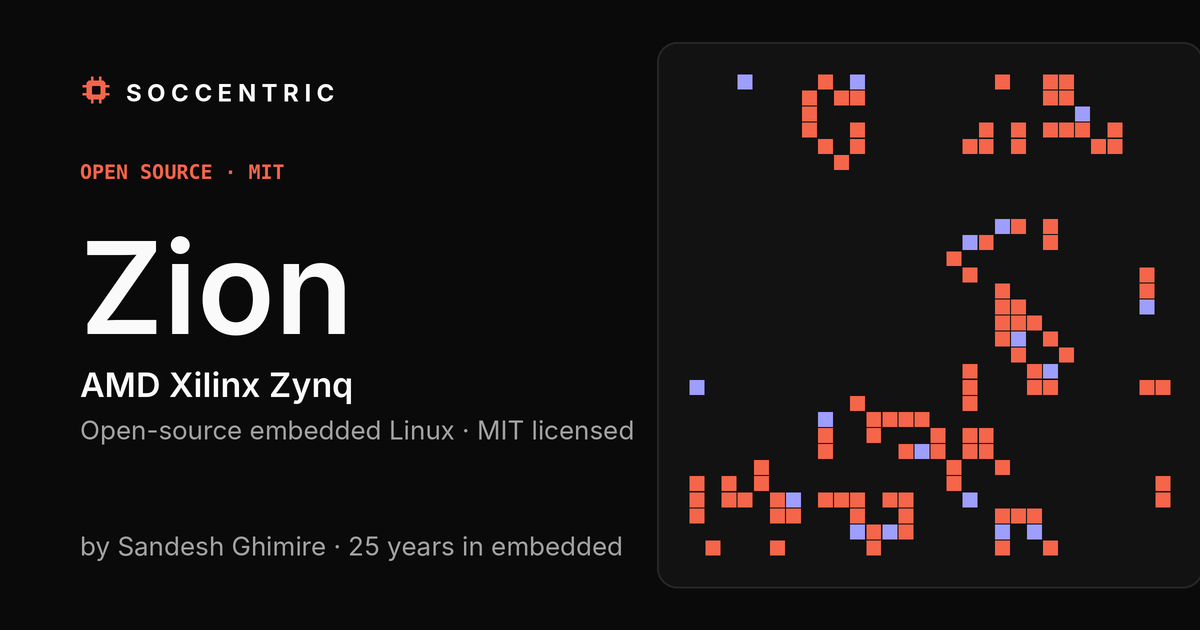 SOCCENTRIC
OPEN SOURCE · MIT
Zion
AMD Xilinx Zynq
Open-source embedded Linux · MIT licensed
by Sandesh Ghimire · 25 years in embedded